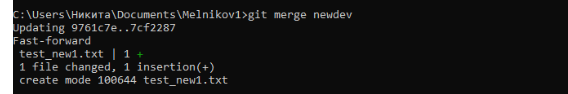 C:\Users\Никита\Documents\Melnikov1>git merge newdev
Updating 9761c7e..7cf2287
Fast-forward
 test_new1.txt | 1 +
 1 file changed, 1 insertion(+)
 create mode 100644 test_new1.txt